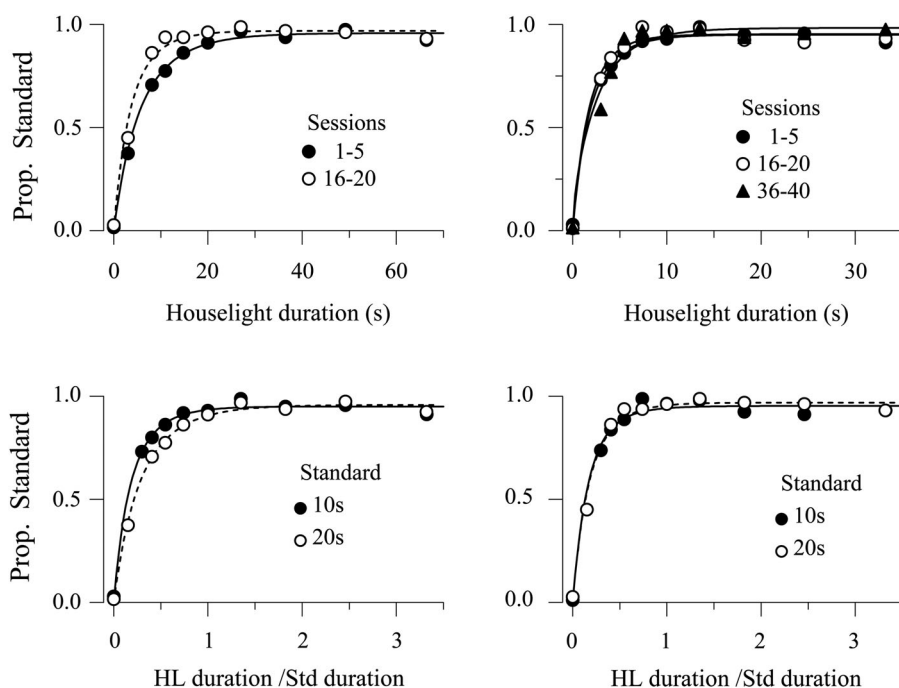 1.0
0.5
0.0
Prop. Standard
Sessions
1-5
16-20
0 20 40 60
Houselight duration (s)
1.0
0.5
0.0
Sessions
1-5
16-20
36-40
0 10 20 30
Houselight duration (s)
1.0
0.5
0.0
Prop. Standard
Standard
10s
20s
0 1 2 3
HL duration /Std duration
1.0
0.5
0.0
Standard
10s
20s
0 1 2 3
HL duration /Std duration